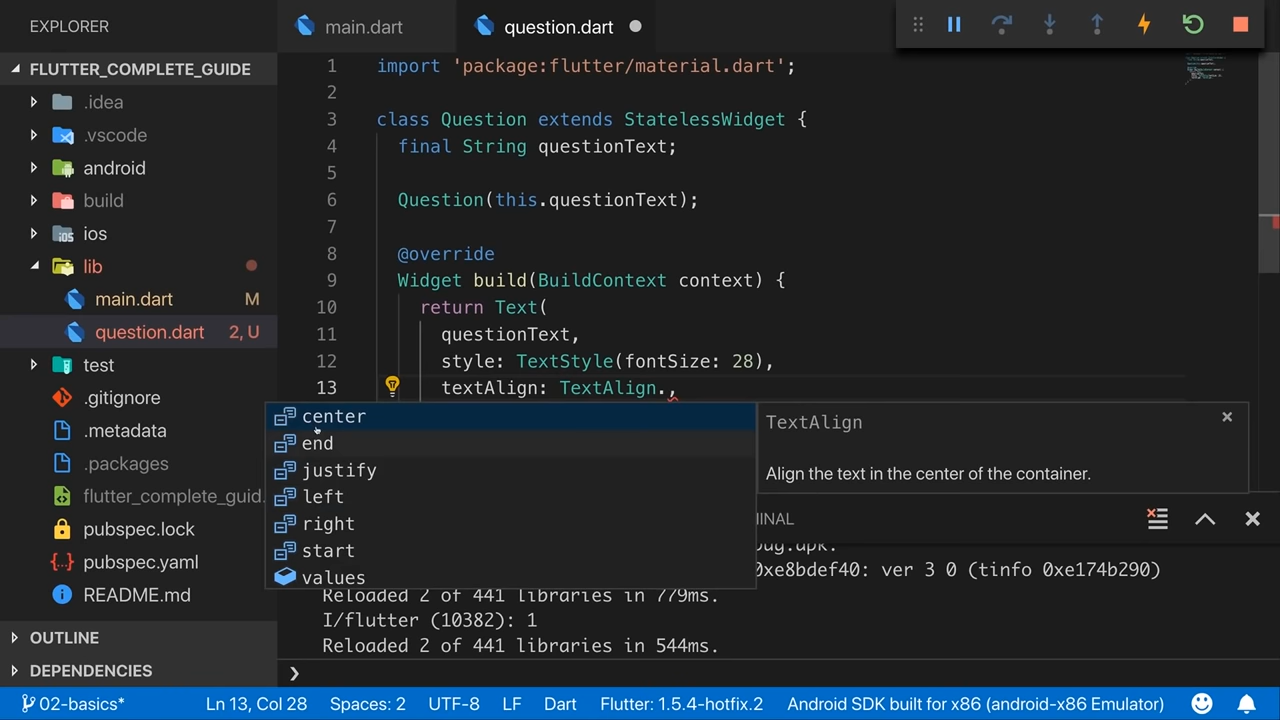 EXPLORER
main.dart
question.dart
FLUTTER_COMPLETE_GUIDE
.idea
.vscode
android
build
ios
lib
main.dart M
question.dart 2, U
test
.gitignore
.metadata
.packages
flutter_complete_guid.
pubspec.lock
pubspec.yaml
README.md
OUTLINE
DEPENDENCIES
1 import 'package:flutter/material.dart';
2
3 class Question extends StatelessWidget {
4 final String questionText;
5
6 Question(this.questionText);
7
8 @override
9 Widget build(BuildContext context) {
10 return Text(
11 questionText,
12 style: TextStyle(fontSize: 28),
13 textAlign: TextAlign.,
center
end
justify
left
right
start
values
TextAlign
Align the text in the center of the container.
MINAL
bug.apk.
0xe8bdef40: ver 3 0 (tinfo 0xe174b290)
Reloaded 2 of 441 libraries in 779ms.
I/flutter (10382): 1
Reloaded 2 of 441 libraries in 544ms.
02-basics* Ln 13, Col 28 Spaces: 2 UTF-8 LF Dart Flutter: 1.5.4-hotfix.2 Android SDK built for x86 (android-x86 Emulator)